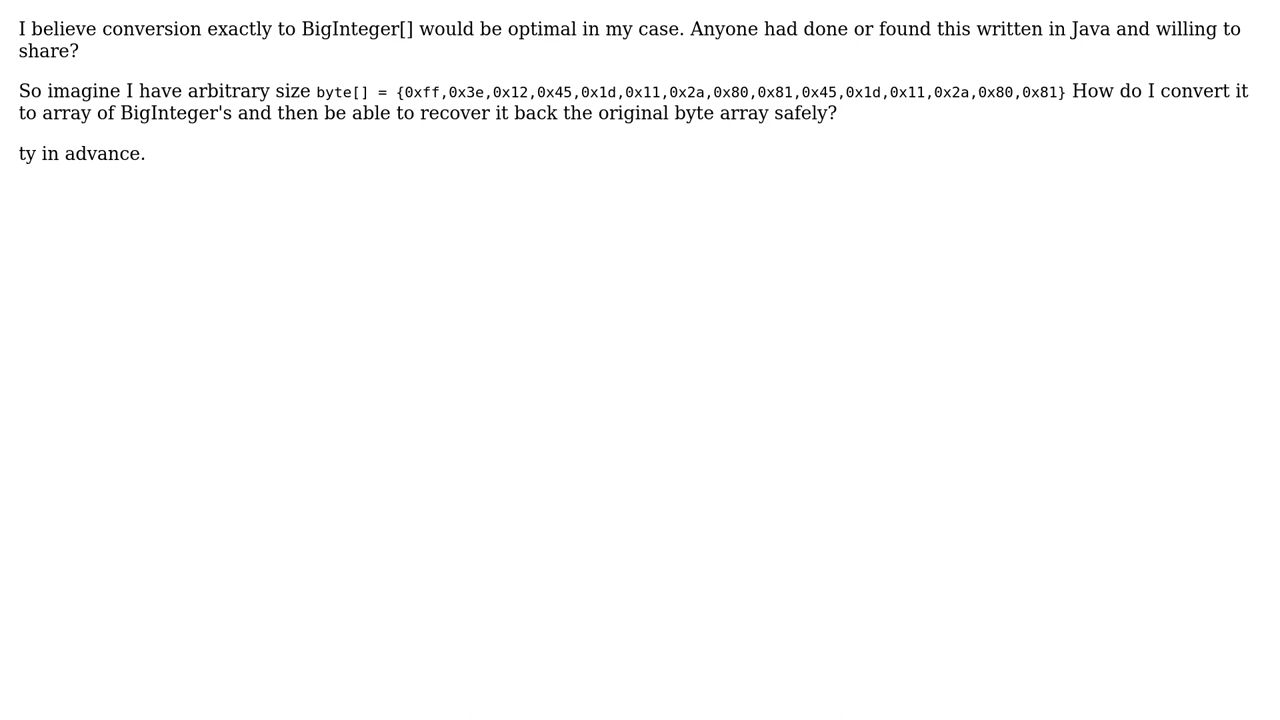 I believe conversion exactly to BigInteger[] would be optimal in my case. Anyone had done or found this written in Java and willing to
share?
So imagine I have arbitrary size byte[] = {0xff,0x3e,0x12,0x45,0x1d,0x11,0x2a,0x80,0x81,0x45,0x1d,0x11,0x2a,0x80,0x81} How do I convert it
to array of BigInteger's and then be able to recover it back the original byte array safely?
ty in advance.